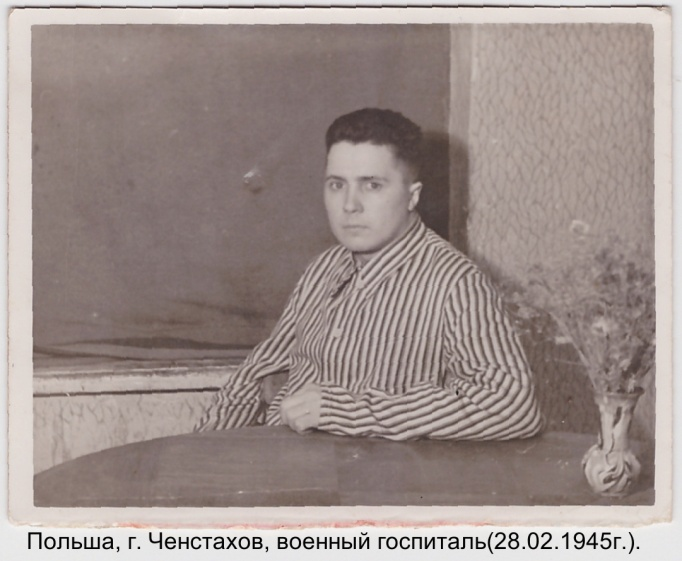 Польша, г. Ченстахов, военный госпиталь(28.02.1945г.).